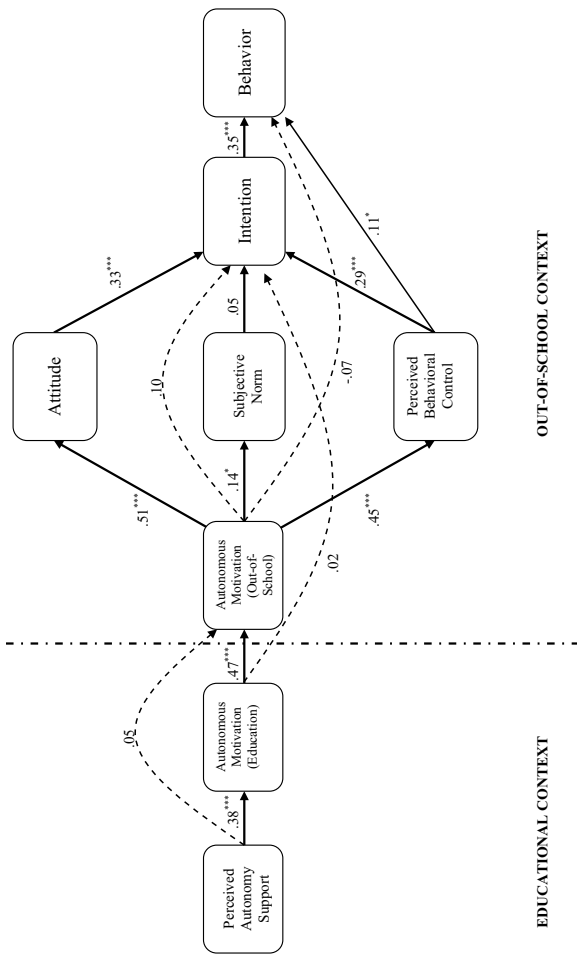 Perceived
Autonomy
Support
.38***
.05
Autonomous
Motivation
(Education)
.47***
.02
Autonomous
Motivation
(Out-of-
School)
.51***
.14*
.45***
.10
-.07
Attitude
Subjective
Norm
Perceived
Behavioral
Control
.33***
.05
.29***
.11*
Intention
.35***
Behavior
EDUCATIONAL CONTEXT
OUT-OF-SCHOOL CONTEXT